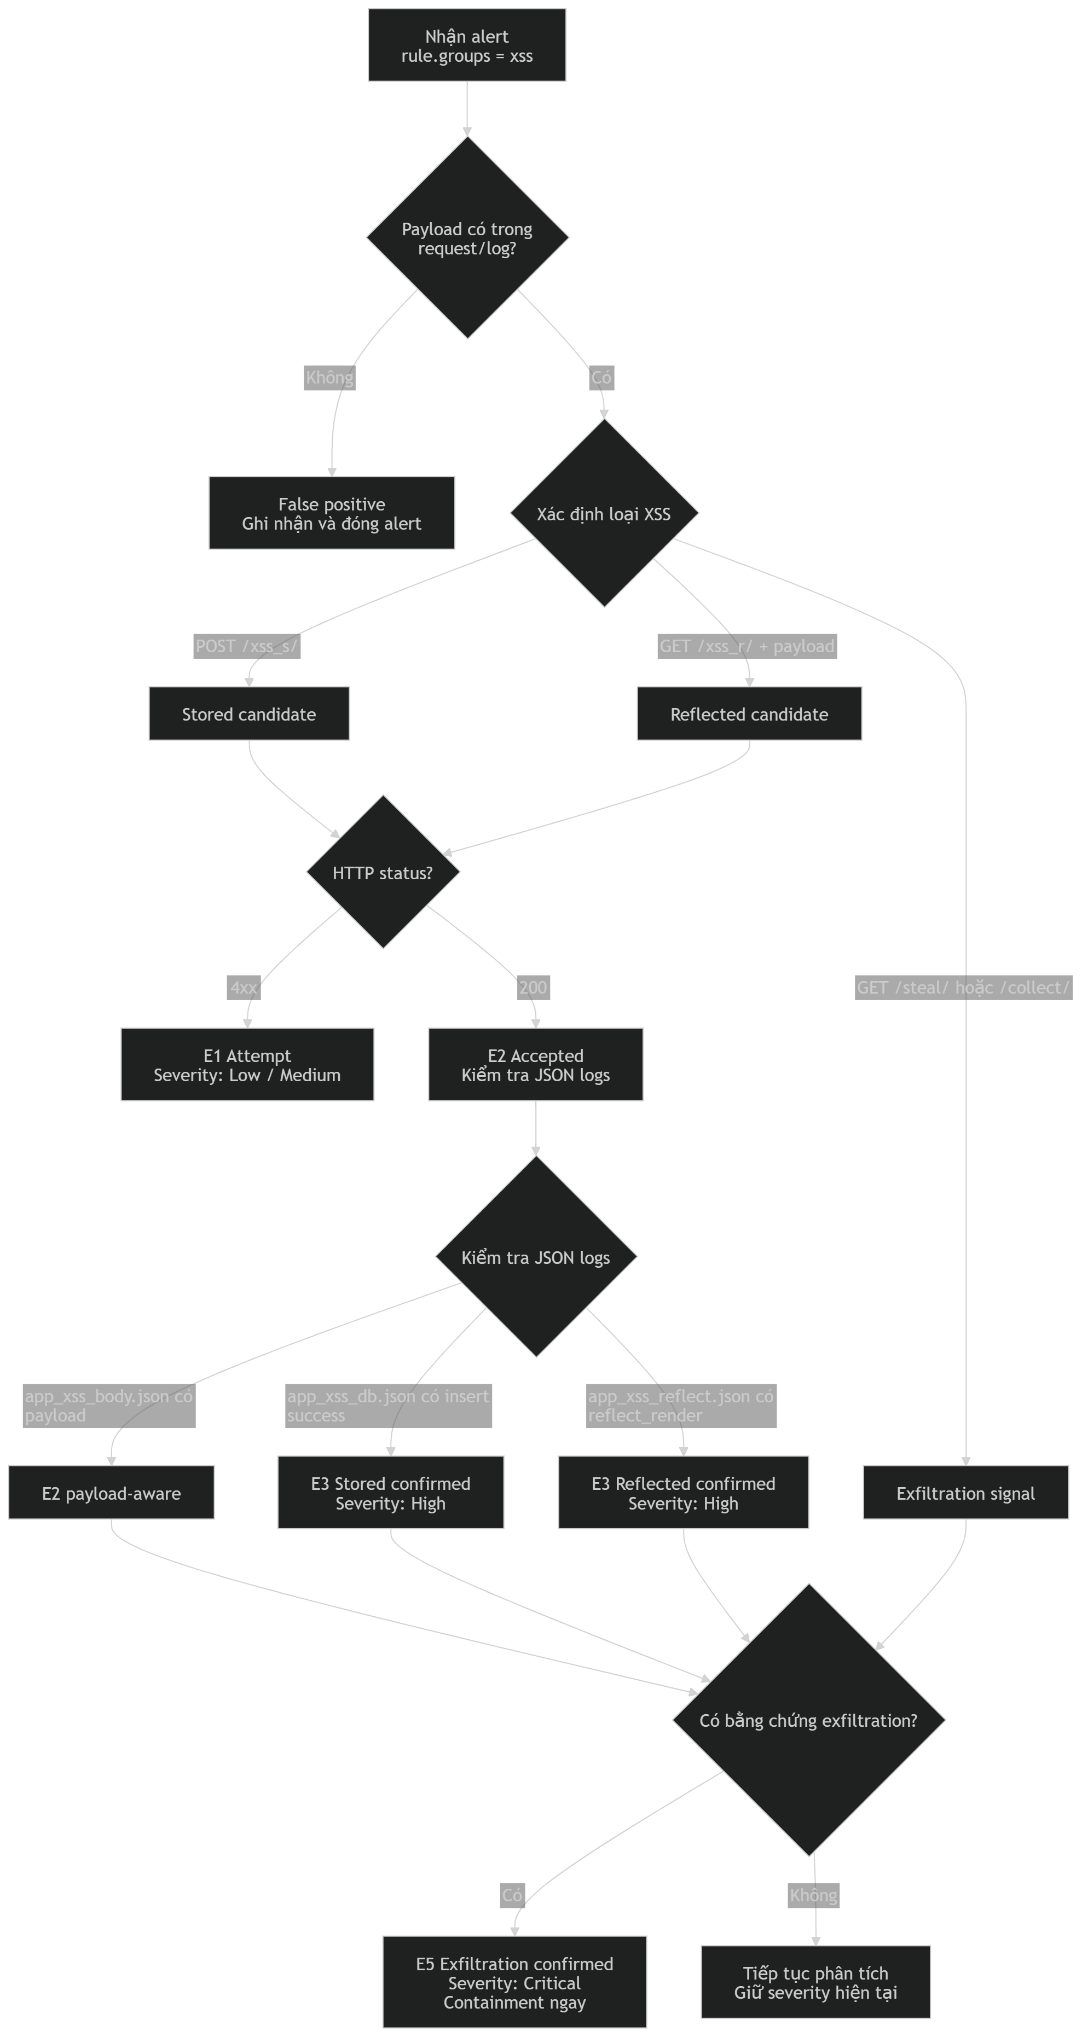 Nhận alert
rule.groups = xss
Payload có trong
request/log?
Không
Có
False positive
Ghi nhận và đóng alert
Xác định loại XSS
POST /xss_s/
GET /xss_r/ + payload
Stored candidate
Reflected candidate
HTTP status?
4xx
200
GET /steal/ hoặc /collect/
E1 Attempt
Severity: Low / Medium
E2 Accepted
Kiểm tra JSON logs
Kiểm tra JSON logs
app_xss_body.json có
payload
app_xss_db.json có insert
success
app_xss_reflect.json có
reflect_render
E2 payload-aware
E3 Stored confirmed
Severity: High
E3 Reflected confirmed
Severity: High
Exfiltration signal
Có bằng chứng exfiltration?
Có
Không
E5 Exfiltration confirmed
Severity: Critical
Containment ngay
Tiếp tục phân tích
Giữ severity hiện tại